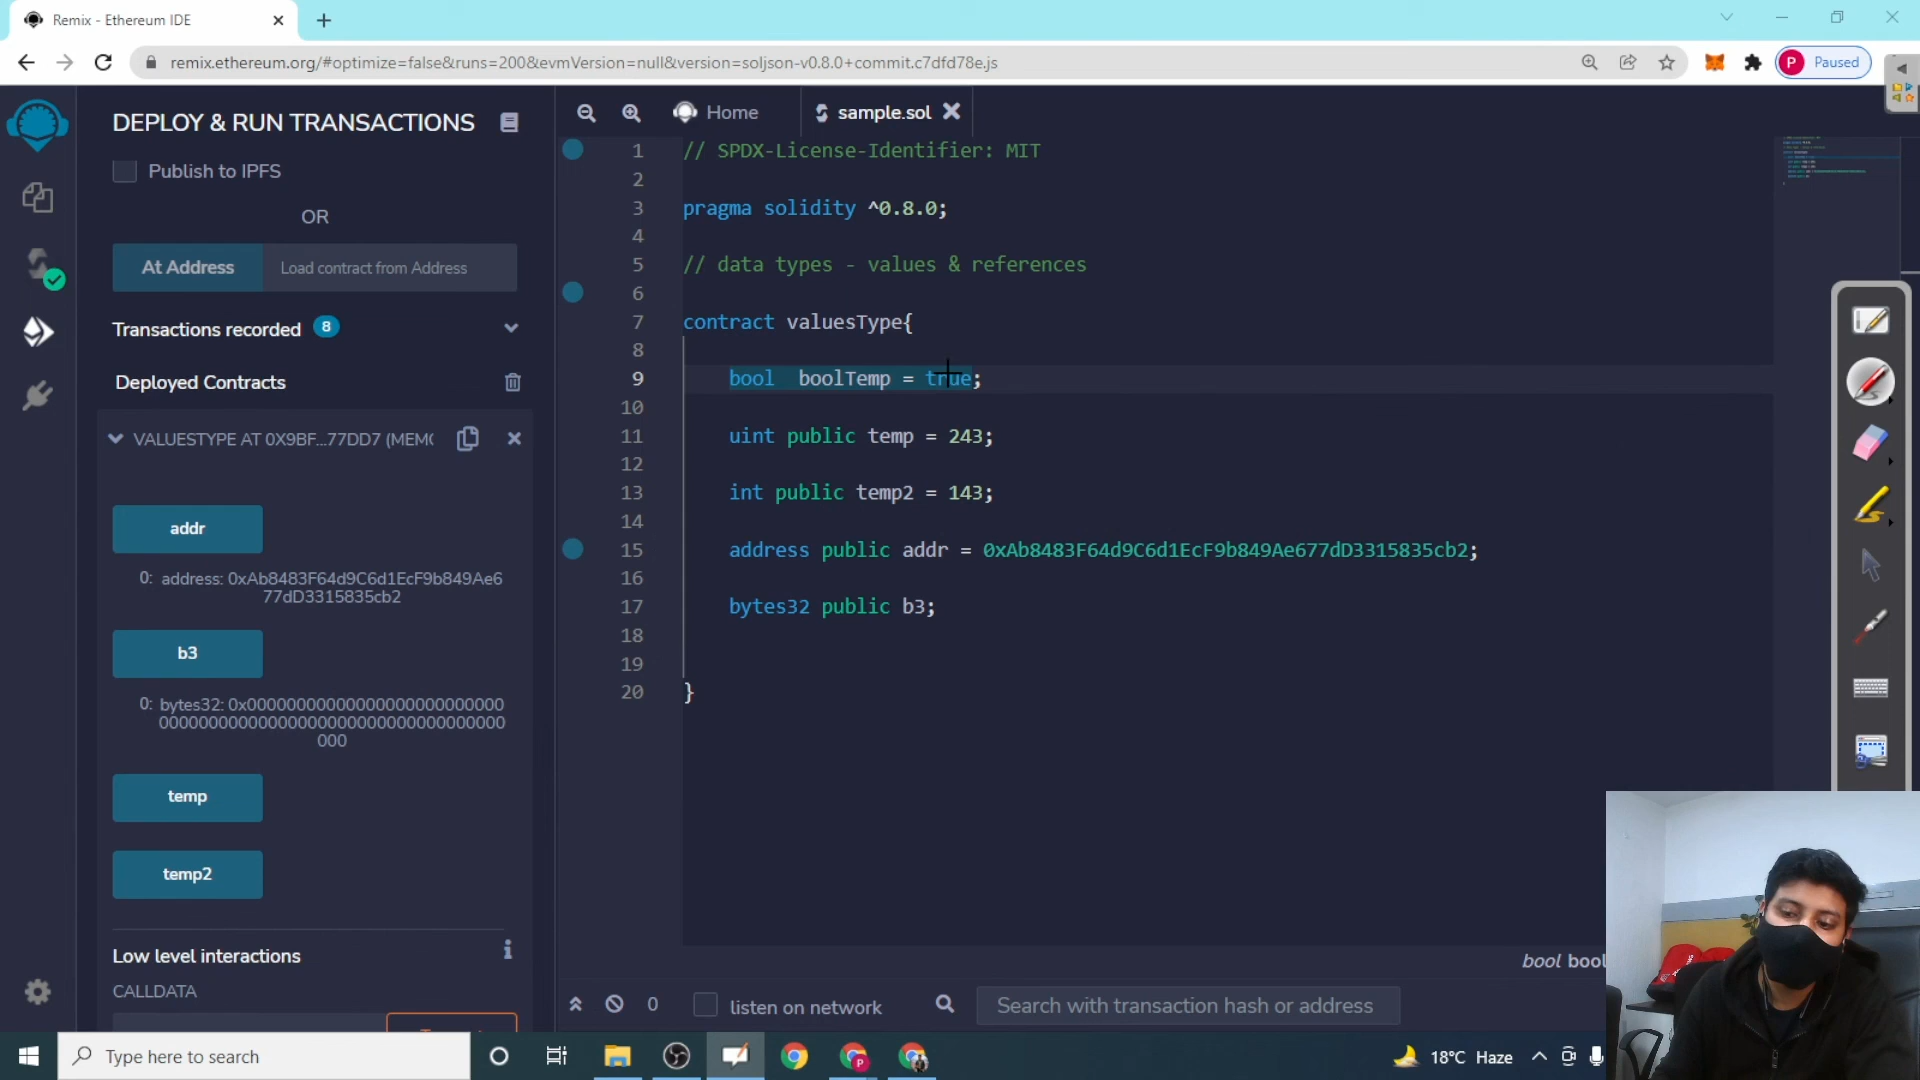 Remix - Ethereum IDE
remix.ethereum.org/#optimize=false&runs=200&evmVersion=null&version=soljson-v0.8.0+commit.c7dfd78e.js
P Paused
DEPLOY & RUN TRANSACTIONS
Publish to IPFS
OR
At Address Load contract from Address
Transactions recorded 8
Deployed Contracts
VALUESTYPE AT 0X9BF...77DD7 (MEMO
addr
0: address: 0xAb8483F64d9C6d1EcF9b849Ae6
77dD3315835cb2
b3
0: bytes32: 0x00000000000000000000000000
00000000000000000000000000000000000
000
temp
temp2
Low level interactions
i
CALLDATA
Home
sample.sol
1 // SPDX-License-Identifier: MIT
2
3 pragma solidity ^0.8.0;
4
5 // data types - values & references
6
7 contract valuesType{
8
9 bool  boolTemp = true;
10
11 uint public temp = 243;
12
13 int public temp2 = 143;
14
15 address public addr = 0xAb8483F64d9C6d1EcF9b849Ae677dD3315835cb2;
16
17 bytes32 public b3;
18
19
20 }
bool
0 listen on network Search with transaction hash or address
Type here to search
P
18°C Haze